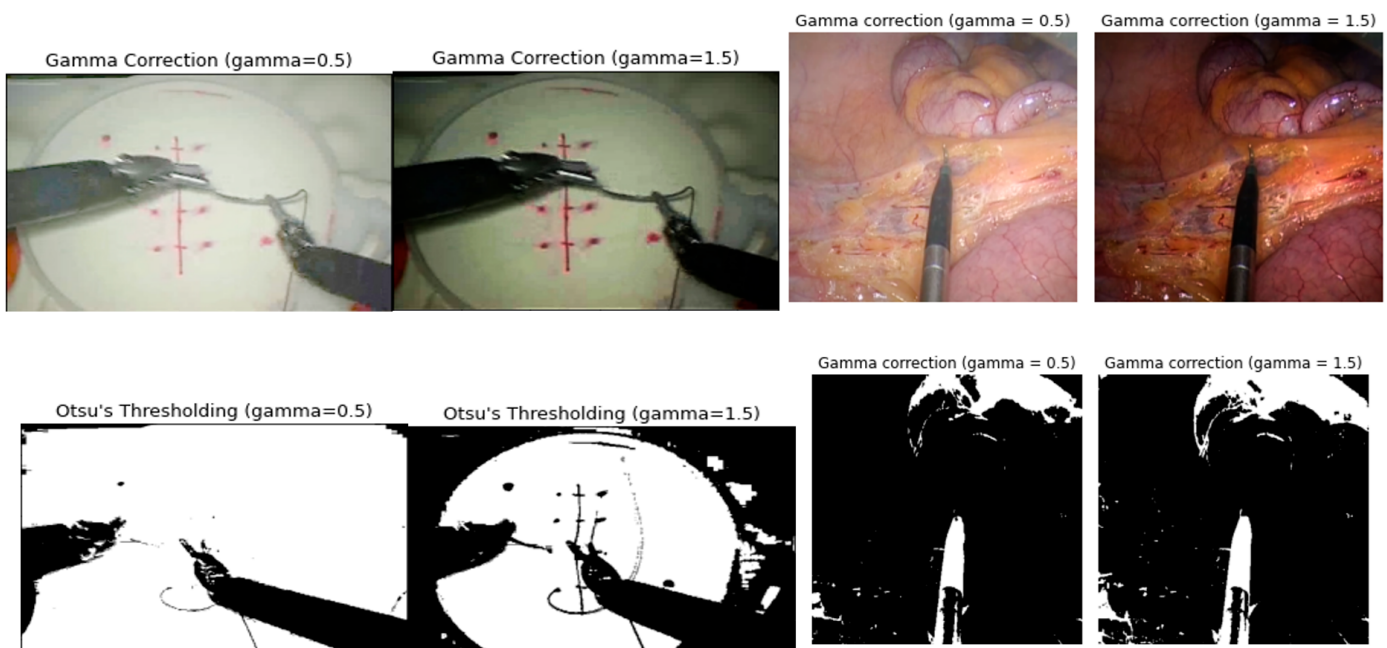 Gamma Correction (gamma=0.5)
Gamma Correction (gamma=1.5)
Gamma correction (gamma = 0.5)
Gamma correction (gamma = 1.5)
Otsu's Thresholding (gamma=0.5)
Otsu's Thresholding (gamma=1.5)
Gamma correction (gamma = 0.5)
Gamma correction (gamma = 1.5)